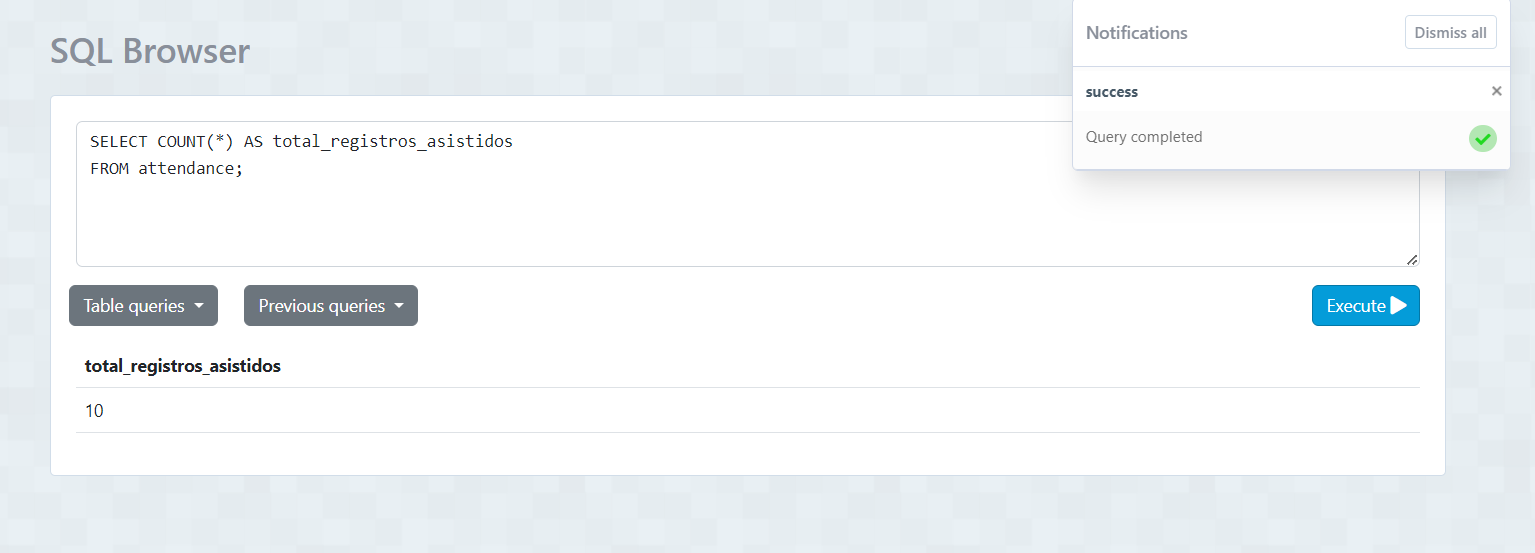 SQL Browser
Notifications
Dismiss all
success
×
Query completed
SELECT COUNT(*) AS total_registros_asistidos
FROM attendance;
Table queries
Previous queries
Execute
total_registros_asistidos
10